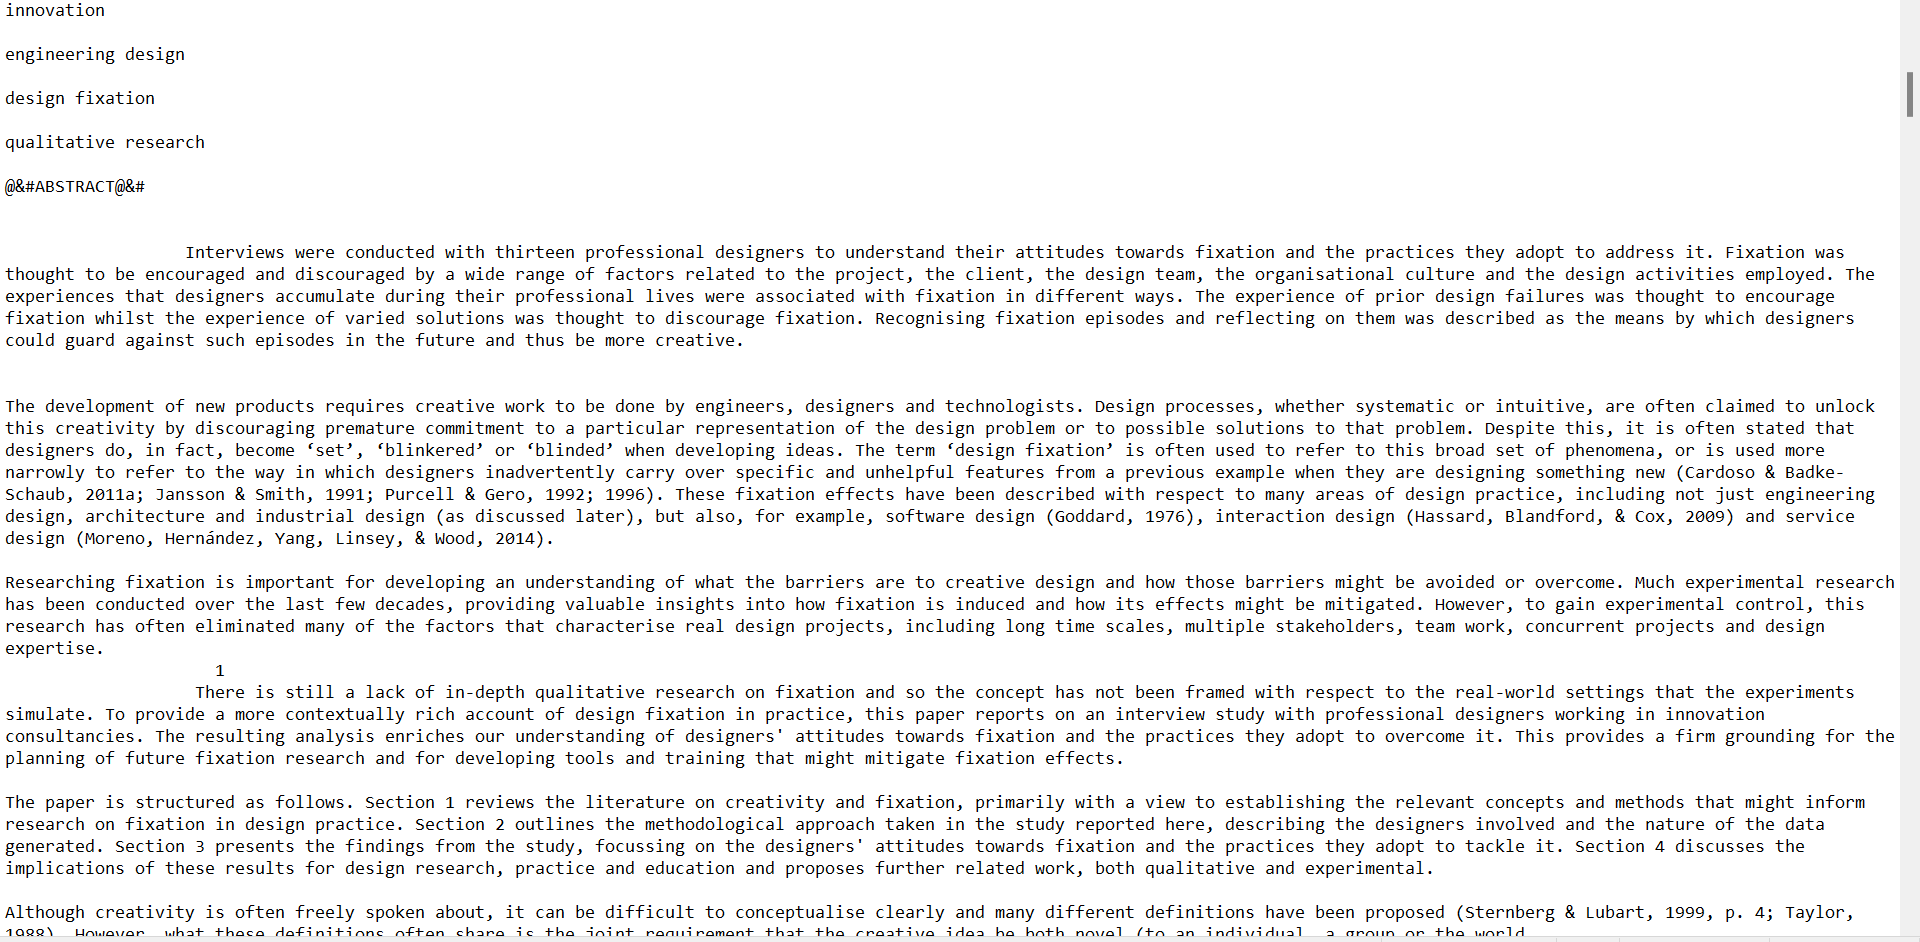 innovation
engineering design
design fixation
qualitative research
@&#ABSTRACT@&#
Interviews were conducted with thirteen professional designers to understand their attitudes towards fixation and the practices they adopt to address it. Fixation was
thought to be encouraged and discouraged by a wide range of factors related to the project, the client, the design team, the organisational culture and the design activities employed. The
experiences that designers accumulate during their professional lives were associated with fixation in different ways. The experience of prior design failures was thought to encourage
fixation whilst the experience of varied solutions was thought to discourage fixation. Recognising fixation episodes and reflecting on them was described as the means by which designers
could guard against such episodes in the future and thus be more creative.
The development of new products requires creative work to be done by engineers, designers and technologists. Design processes, whether systematic or intuitive, are often claimed to unlock
this creativity by discouraging premature commitment to a particular representation of the design problem or to possible solutions to that problem. Despite this, it is often stated that
designers do, in fact, become ‘set’, ‘blinkered’ or ‘blinded’ when developing ideas. The term ‘design fixation’ is often used to refer to this broad set of phenomena, or is used more
narrowly to refer to the way in which designers inadvertently carry over specific and unhelpful features from a previous example when they are designing something new (Cardoso & Badke-
Schaub, 2011a; Jansson & Smith, 1991; Purcell & Gero, 1992; 1996). These fixation effects have been described with respect to many areas of design practice, including not just engineering
design, architecture and industrial design (as discussed later), but also, for example, software design (Goddard, 1976), interaction design (Hassard, Blandford, & Cox, 2009) and service
design (Moreno, Hernández, Yang, Linsey, & Wood, 2014).
Researching fixation is important for developing an understanding of what the barriers are to creative design and how those barriers might be avoided or overcome. Much experimental research
has been conducted over the last few decades, providing valuable insights into how fixation is induced and how its effects might be mitigated. However, to gain experimental control, this
research has often eliminated many of the factors that characterise real design projects, including long time scales, multiple stakeholders, team work, concurrent projects and design
expertise.
1
There is still a lack of in-depth qualitative research on fixation and so the concept has not been framed with respect to the real-world settings that the experiments
simulate. To provide a more contextually rich account of design fixation in practice, this paper reports on an interview study with professional designers working in innovation
consultancies. The resulting analysis enriches our understanding of designers' attitudes towards fixation and the practices they adopt to overcome it. This provides a firm grounding for the
planning of future fixation research and for developing tools and training that might mitigate fixation effects.
The paper is structured as follows. Section 1 reviews the literature on creativity and fixation, primarily with a view to establishing the relevant concepts and methods that might inform
research on fixation in design practice. Section 2 outlines the methodological approach taken in the study reported here, describing the designers involved and the nature of the data
generated. Section 3 presents the findings from the study, focussing on the designers' attitudes towards fixation and the practices they adopt to tackle it. Section 4 discusses the
implications of these results for design research, practice and education and proposes further related work, both qualitative and experimental.
Although creativity is often freely spoken about, it can be difficult to conceptualise clearly and many different definitions have been proposed (Sternberg & Lubart, 1999, p. 4; Taylor,
1988). However, what these definitions often share is the joint requirement that the creative idea be both novel (to an individual, a group or the world